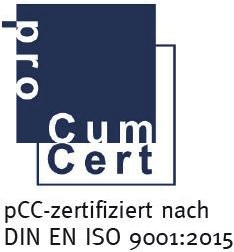 pro
Cum
Cert
pCC-zertifiziert nach
DIN EN ISO 9001:2015